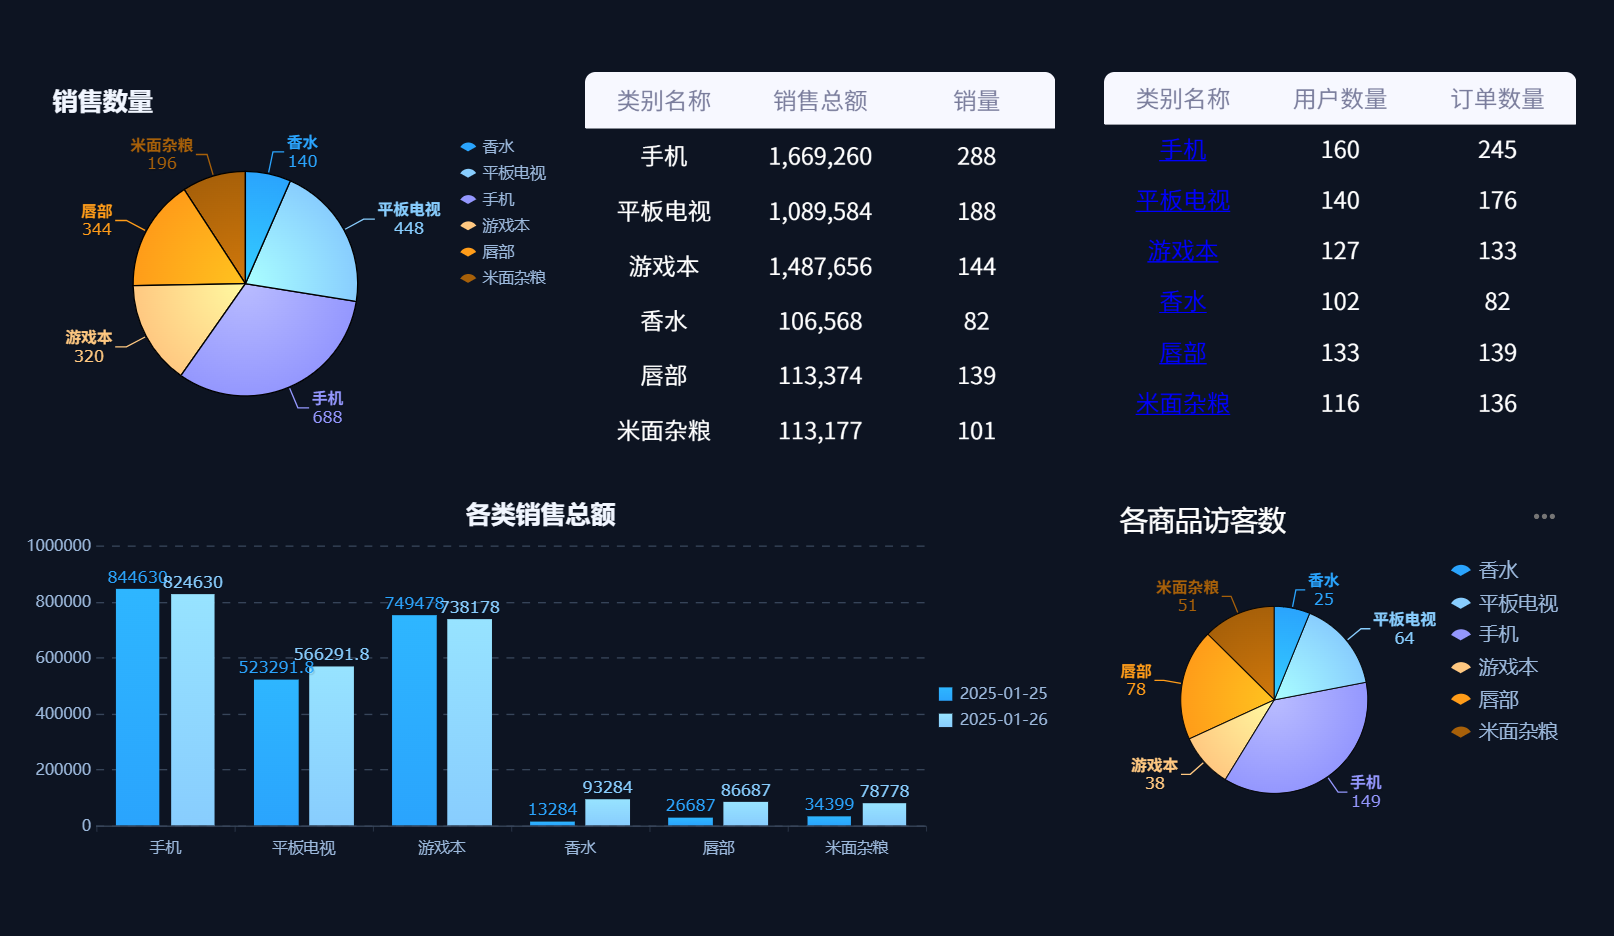 销售数量
米面杂粮
196
香水
140
唇部
344
平板电视
448
游戏本
320
手机
688
香水
平板电视
手机
游戏本
唇部
米面杂粮
类别名称 销售总额 销量
手机 1,669,260 288
平板电视 1,089,584 188
游戏本 1,487,656 144
香水 106,568 82
唇部 113,374 139
米面杂粮 113,177 101
类别名称 用户数量 订单数量
手机 160 245
平板电视 140 176
游戏本 127 133
香水 102 82
唇部 133 139
米面杂粮 116 136
各类销售总额
1000000
800000
600000
400000
200000
0
844630 824630
523291.8 566291.8
749478 738178
13284 93284
26687 86687
34399 78778
手机 平板电视 游戏本 香水 唇部 米面杂粮
2025-01-25
2025-01-26
各商品访客数
米面杂粮
51
香水
25
平板电视
64
唇部
78
游戏本
38
手机
149
香水
平板电视
手机
游戏本
唇部
米面杂粮